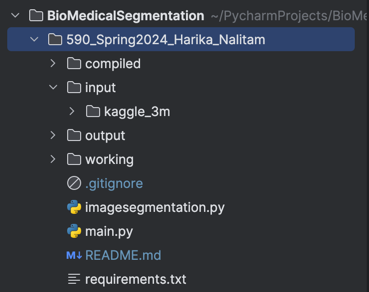 BioMedicalSegmentation ~/PycharmProjects/BioMe
590_Spring2024_Harika_Nalitam
compiled
input
kaggle_3m
output
working
.gitignore
imagesegmentation.py
main.py
M↓ README.md
requirements.txt